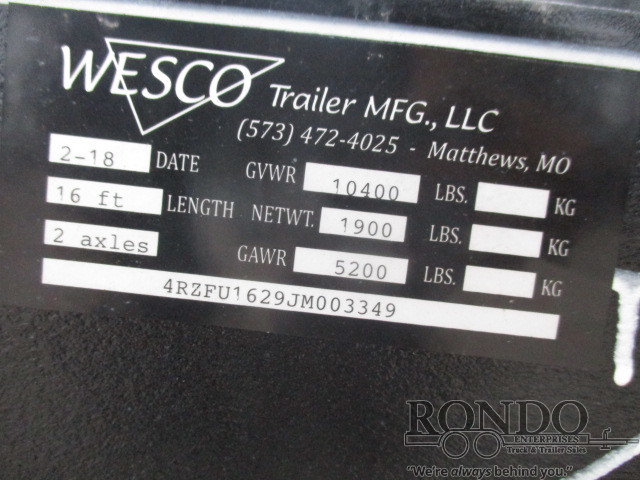 WESCO Trailer MFG., LLC
(573) 472-4025 - Matthews, MO
2-18 DATE GVWR 10400 LBS. KG
16 ft LENGTH NETWT. 1900 LBS. KG
2 axles GAWR 5200 LBS. KG
4RZFU1629JM003349
RONDO
ENTERPRISES
Truck & Trailer Sales
"We're always behind you."